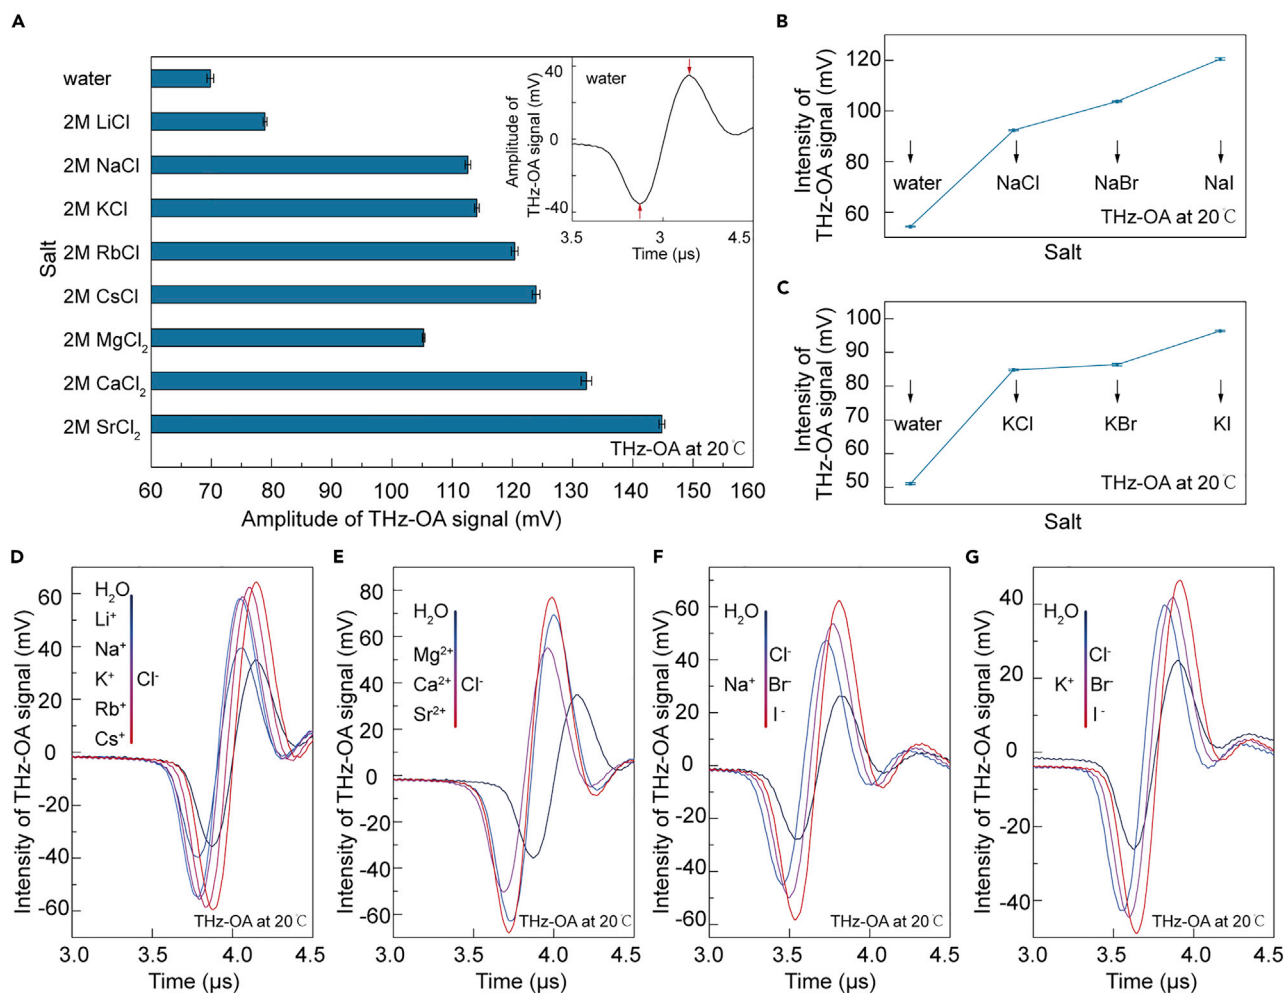 A
Salt
water
2M LiCl
2M NaCl
2M KCl
2M RbCl
2M CsCl
2M MgCl₂
2M CaCl₂
2M SrCl₂
THz-OA at 20℃
60 70 80 90 100 110 120 130 140 150 160
Amplitude of THz-OA signal (mV)
Amplitude of
THz-OA signal (mV)
40
0
-40
water
3.5 3 4.5
Time (µs)
B
Intensity of
THz-OA signal (mV)
120
100
80
60
water NaCl NaBr NaI
THz-OA at 20℃
Salt
C
Intensity of
THz-OA signal (mV)
100
90
80
70
60
50
water KCl KBr KI
THz-OA at 20℃
Salt
D
Intensity of THz-OA signal (mV)
60
40
20
0
-20
-40
-60
H₂O
Li⁺
Na⁺
K⁺
Rb⁺
Cs⁺
Cl⁻
THz-OA at 20℃
3.0 3.5 4.0 4.5
Time (µs)
E
Intensity of THz-OA signal (mV)
80
60
40
20
0
-20
-40
-60
H₂O
Mg²⁺
Ca²⁺
Sr²⁺
Cl⁻
THz-OA at 20℃
3.0 3.5 4.0 4.5
Time (µs)
F
Intensity of THz-OA signal (mV)
60
40
20
0
-20
-40
-60
H₂O
Na⁺
Cl⁻
Br⁻
I⁻
THz-OA at 20℃
3.0 3.5 4.0 4.5
Time (µs)
G
Intensity of THz-OA signal (mV)
40
20
0
-20
-40
H₂O
K⁺
Cl⁻
Br⁻
I⁻
THz-OA at 20℃
3.0 3.5 4.0 4.5
Time (µs)